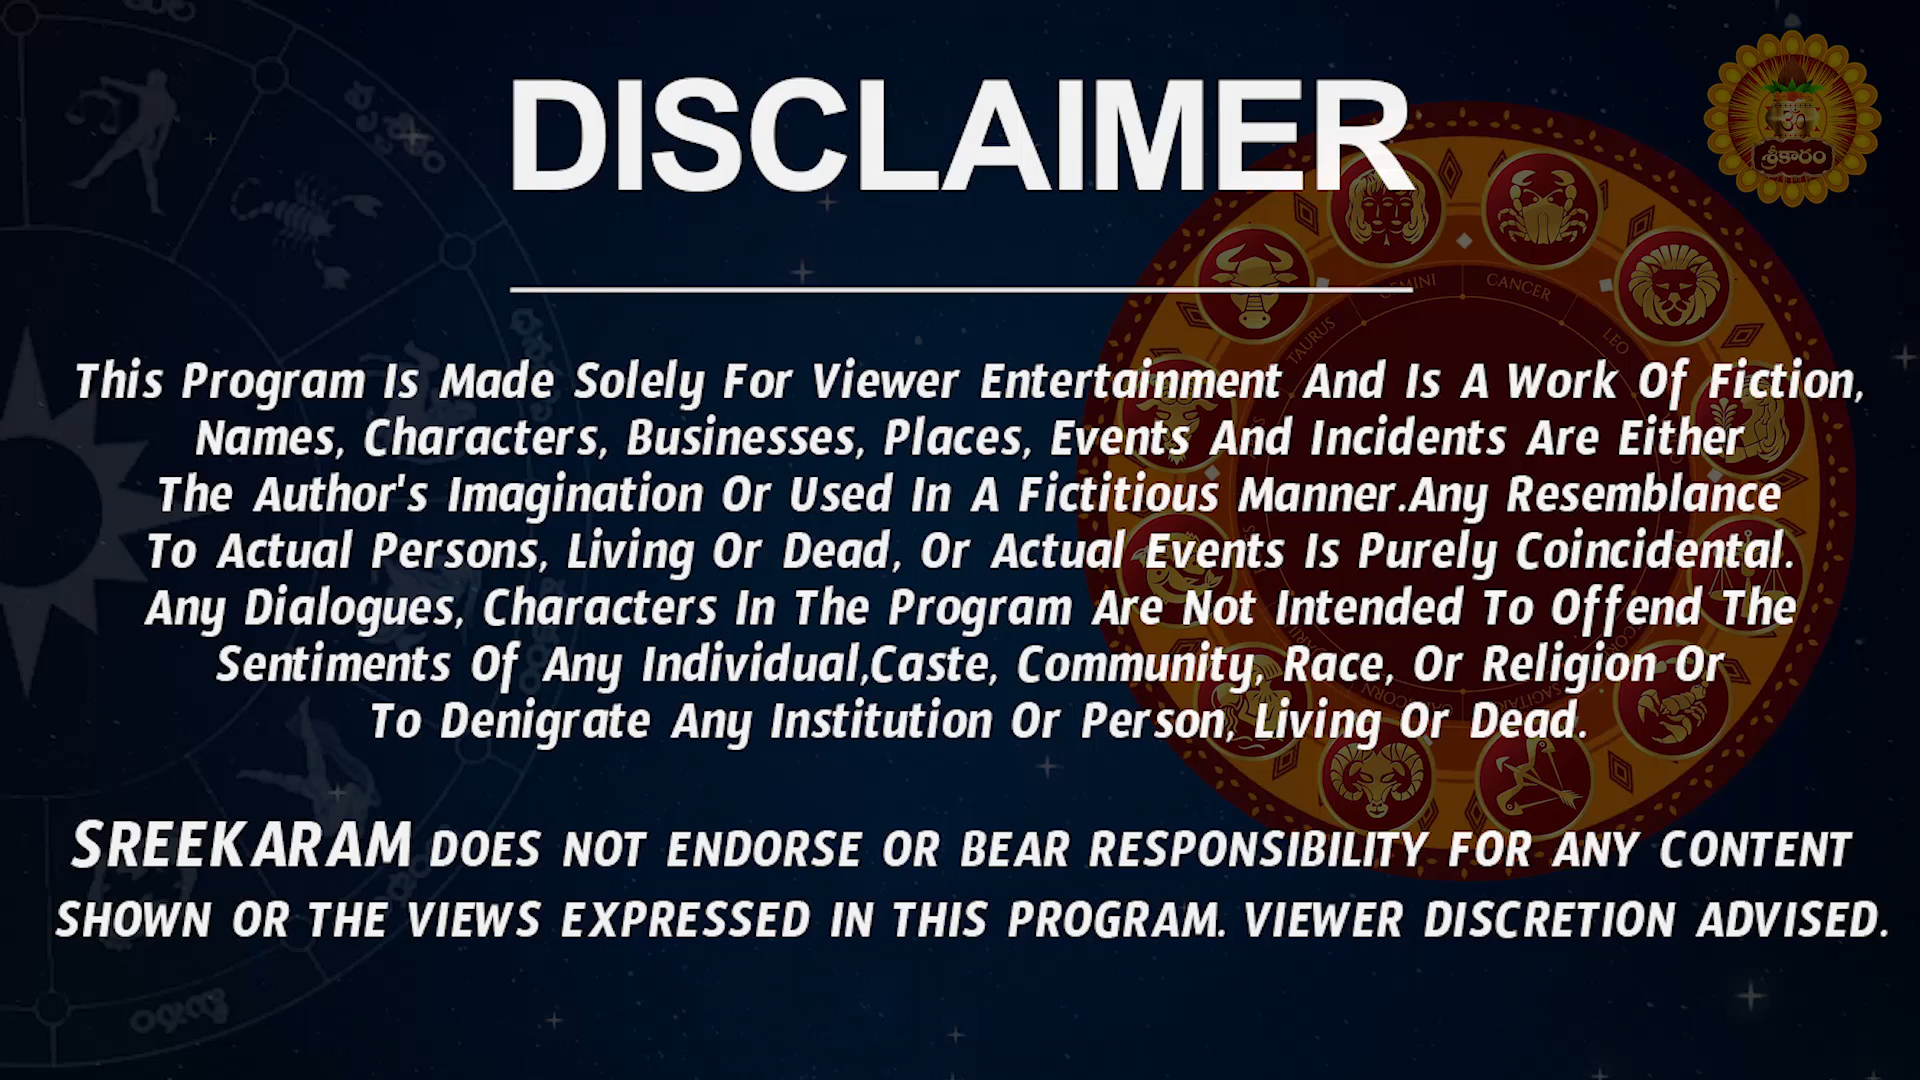 DISCLAIMER
శ్రీకారం
GEMINI
CANCER
TAURUS
LEO
This Program Is Made Solely For Viewer Entertainment And Is A Work Of Fiction,
Names, Characters, Businesses, Places, Events And Incidents Are Either
The Author's Imagination Or Used In A Fictitious Manner.Any Resemblance
To Actual Persons, Living Or Dead, Or Actual Events Is Purely Coincidental.
Any Dialogues, Characters In The Program Are Not Intended To Offend The
Sentiments Of Any Individual,Caste, Community, Race, Or Religion Or
To Denigrate Any Institution Or Person, Living Or Dead.
SREEKARAM DOES NOT ENDORSE OR BEAR RESPONSIBILITY FOR ANY CONTENT
SHOWN OR THE VIEWS EXPRESSED IN THIS PROGRAM. VIEWER DISCRETION ADVISED.